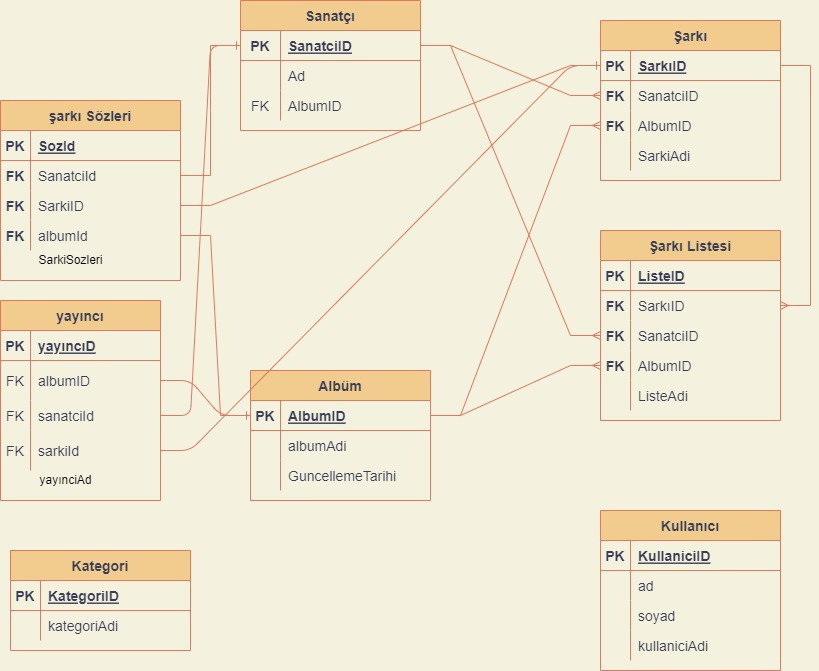 Sanatçı
PK SanatciID
Ad
FK AlbumID
Şarkı
PK SarkıID
FK SanatciID
FK AlbumID
SarkiAdi
şarkı Sözleri
PK SozId
FK SanatciId
FK SarkiID
FK albumId
SarkiSozleri
Şarkı Listesi
PK ListeID
FK SarkıID
FK SanatciID
FK AlbumID
ListeAdi
yayıncı
PK yayıncıD
FK albumID
FK sanatciId
FK sarkiId
yayınciAd
Albüm
PK AlbumID
albumAdi
GuncellemeTarihi
Kategori
PK KategoriID
kategoriAdi
Kullanıcı
PK KullaniciID
ad
soyad
kullaniciAdi